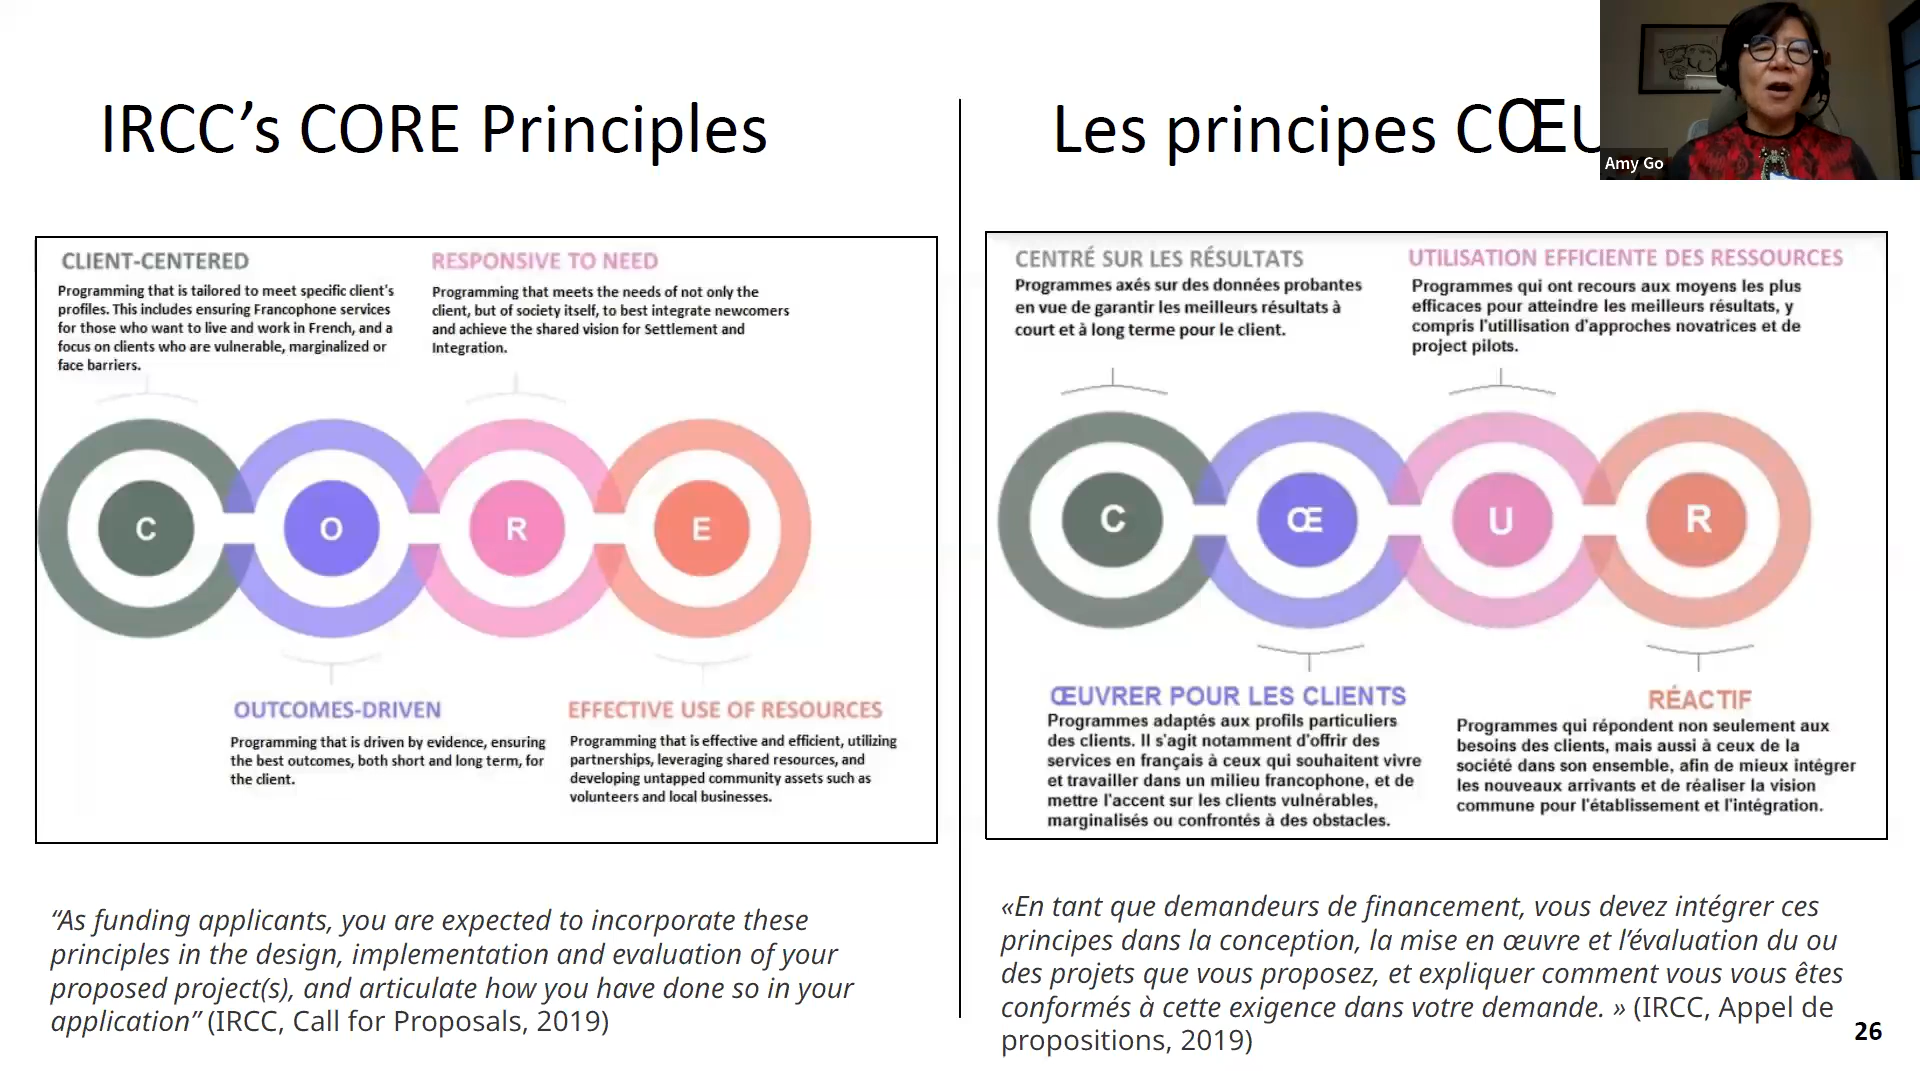 IRCC’s CORE Principles
CLIENT-CENTERED
Programming that is tailored to meet specific client's
profiles. This includes ensuring Francophone services
for those who want to live and work in French, and a
focus on clients who are vulnerable, marginalized or
face barriers.
RESPONSIVE TO NEED
Programming that meets the needs of not only the
client, but of society itself, to best integrate newcomers
and achieve the shared vision for Settlement and
Integration.
C
O
R
E
OUTCOMES-DRIVEN
Programming that is driven by evidence, ensuring
the best outcomes, both short and long term, for
the client.
EFFECTIVE USE OF RESOURCES
Programming that is effective and efficient, utilizing
partnerships, leveraging shared resources, and
developing untapped community assets such as
volunteers and local businesses.
“As funding applicants, you are expected to incorporate these
principles in the design, implementation and evaluation of your
proposed project(s), and articulate how you have done so in your
application” (IRCC, Call for Proposals, 2019)
Les principes CŒU
Amy Go
CENTRÉ SUR LES RÉSULTATS
Programmes axés sur des données probantes
en vue de garantir les meilleurs résultats à
court et à long terme pour le client.
UTILISATION EFFICIENTE DES RESSOURCES
Programmes qui ont recours aux moyens les plus
efficaces pour atteindre les meilleurs résultats, y
compris l'utillisation d'approches novatrices et de
project pilots.
C
Œ
U
R
ŒUVRER POUR LES CLIENTS
Programmes adaptés aux profils particuliers
des clients. Il s'agit notamment d'offrir des
services en français à ceux qui souhaitent vivre
et travailler dans un milieu francophone, et de
mettre l'accent sur les clients vulnérables,
marginalisés ou confrontés à des obstacles.
RÉACTIF
Programmes qui répondent non seulement aux
besoins des clients, mais aussi à ceux de la
société dans son ensemble, afin de mieux intégrer
les nouveaux arrivants et de réaliser la vision
commune pour l'établissement et l'intégration.
«En tant que demandeurs de financement, vous devez intégrer ces
principes dans la conception, la mise en œuvre et l’évaluation du ou
des projets que vous proposez, et expliquer comment vous vous êtes
conformés à cette exigence dans votre demande. » (IRCC, Appel de
propositions, 2019)
26